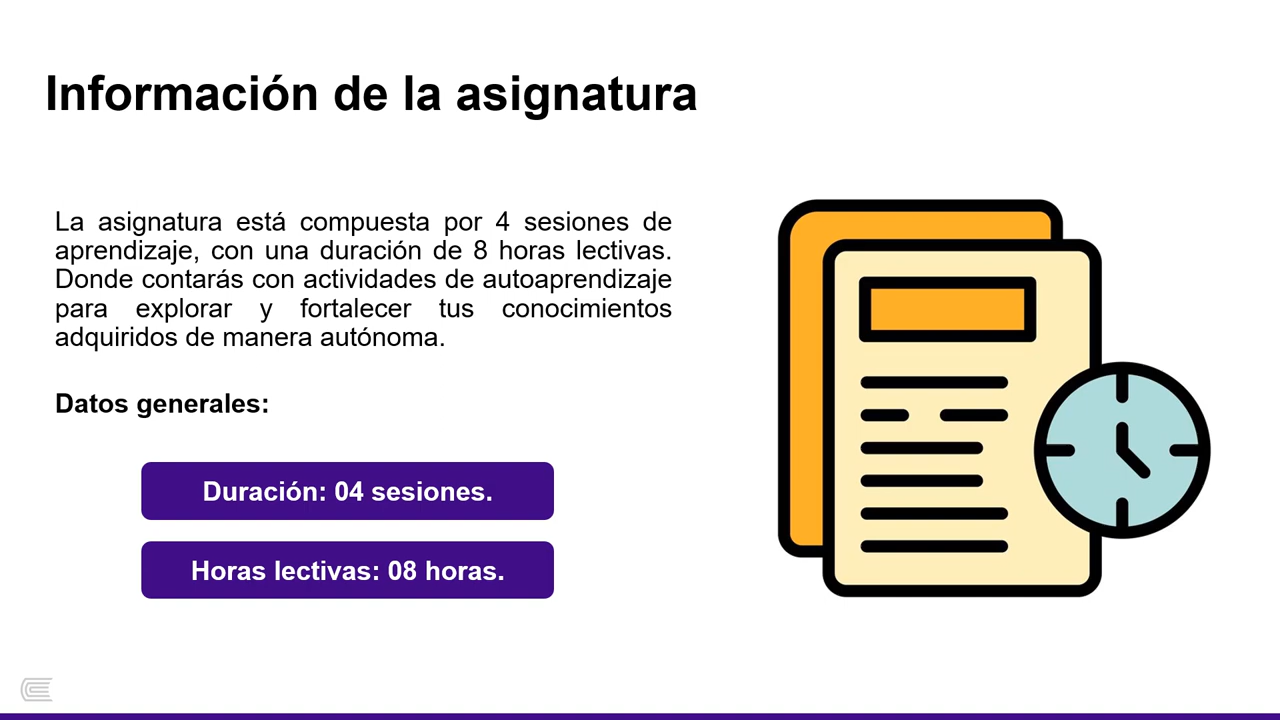 Información de la asignatura
La asignatura está compuesta por 4 sesiones de
aprendizaje, con una duración de 8 horas lectivas.
Donde contarás con actividades de autoaprendizaje
para explorar y fortalecer tus conocimientos
adquiridos de manera autónoma.
Datos generales:
Duración: 04 sesiones.
Horas lectivas: 08 horas.